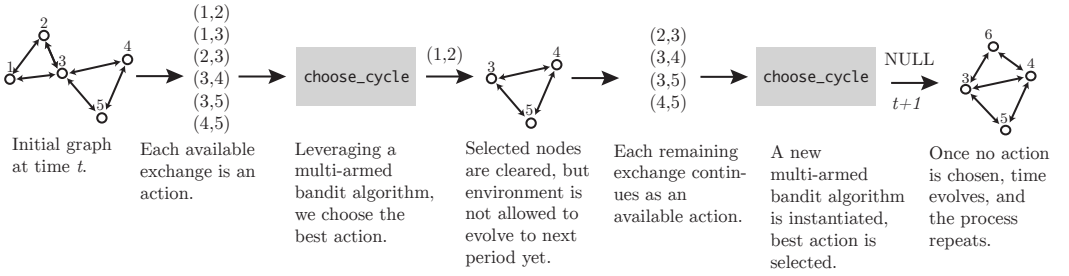 2
1
3
4
5
Initial graph
at time t.
(1,2)
(1,3)
(2,3)
(3,4)
(3,5)
(4,5)
Each available
exchange is an
action.
choose_cycle
Leveraging a
multi-armed
bandit algorithm,
we choose the
best action.
(1,2)
3
4
5
Selected nodes
are cleared, but
environment is
not allowed to
evolve to next
period yet.
(2,3)
(3,4)
(3,5)
(4,5)
Each remaining
exchange contin-
ues as an
available action.
choose_cycle
A new
multi-armed
bandit algorithm
is instantiated,
best action is
selected.
NULL
t+1
6
3
4
5
Once no action
is chosen, time
evolves, and
the process
repeats.